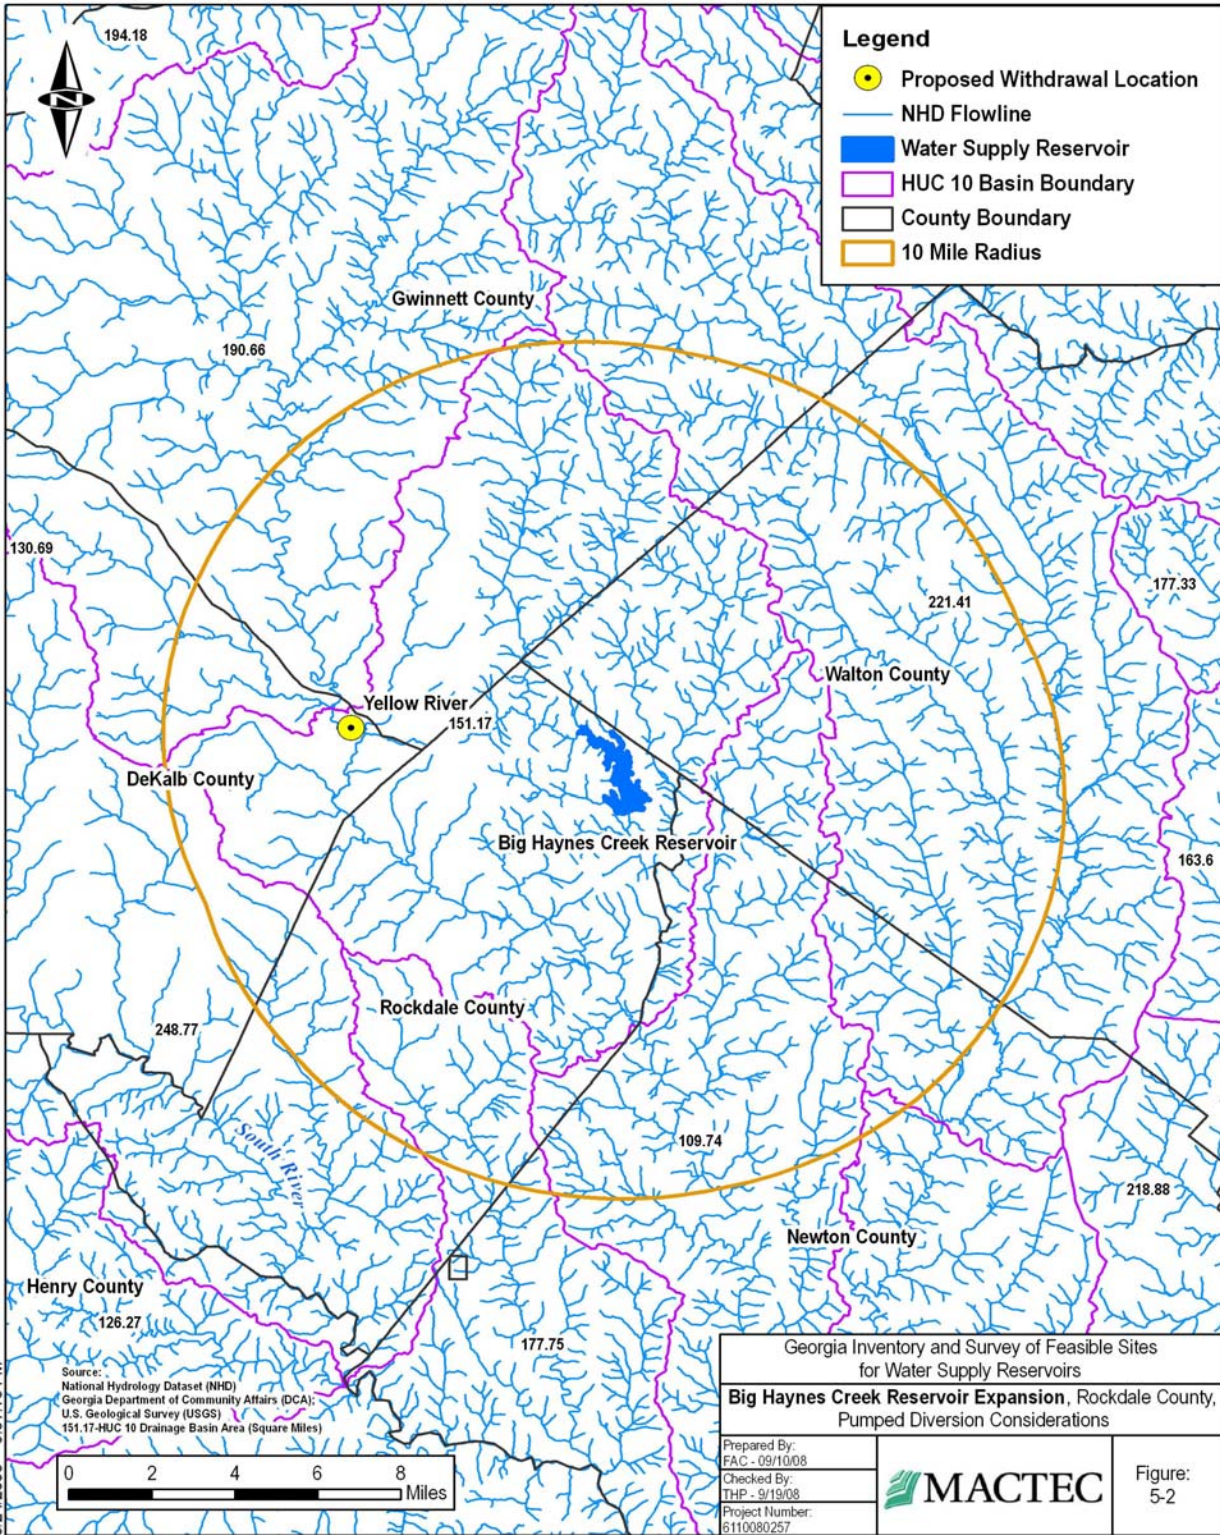 194.18
N
Legend
Proposed Withdrawal Location
NHD Flowline
Water Supply Reservoir
HUC 10 Basin Boundary
County Boundary
10 Mile Radius
Gwinnett County
190.66
130.69
177.33
221.41
Walton County
Yellow River
151.17
DeKalb County
Big Haynes Creek Reservoir
163.6
Rockdale County
248.77
South River
109.74
218.88
Newton County
Henry County
126.27
177.75
Source:
National Hydrology Dataset (NHD)
Georgia Department of Community Affairs (DCA);
U.S. Geological Survey (USGS)
151.17-HUC 10 Drainage Basin Area (Square Miles)
0 2 4 6 8
Miles
Georgia Inventory and Survey of Feasible Sites
for Water Supply Reservoirs
Big Haynes Creek Reservoir Expansion, Rockdale County,
Pumped Diversion Considerations
Prepared By:
FAC - 09/10/08
Checked By:
THP - 9/19/08
Project Number:
6110080257
MACTEC
Figure:
5-2